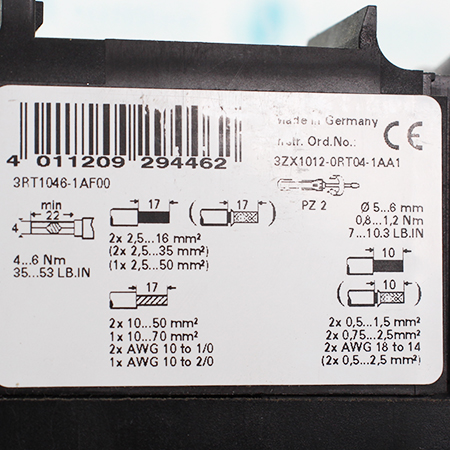 Made in Germany
Instr. Ord.No.:
3ZX1012-0RT04-1AA1
CE
4 011209 294462
3RT1046-1AF00
min
22
4
4...6 Nm
35...53 LB.IN
17
17
2x 2,5...16 mm²
(2x 2,5...35 mm²)
(1x 2,5...50 mm²)
17
2x 10...50 mm²
1x 10...70 mm²
2x AWG 10 to 1/0
1x AWG 10 to 2/0
PZ 2
Ø 5...6 mm
0,8...1,2 Nm
7...10.3 LB.IN
10
10
2x 0,5...1,5 mm²
2x 0,75...2,5mm²
2x AWG 18 to 14
(2x 0,5...2,5 mm²)